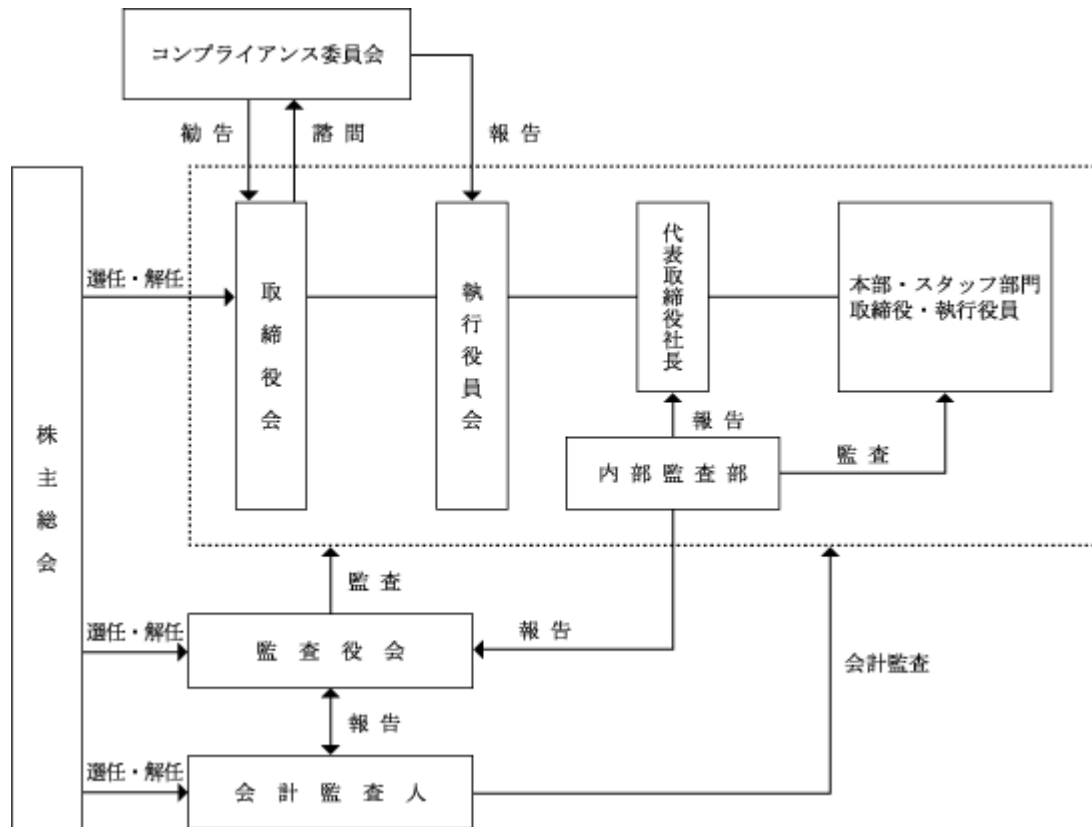 コンプライアンス委員会
勧告
諮問
報告
選任・解任
取締役会
執行役員会
代表取締役社長
本部・スタッフ部門
取締役・執行役員
報告
内部監査部
監査
株主総会
監査
選任・解任
監査役会
報告
会計監査
報告
選任・解任
会計監査人